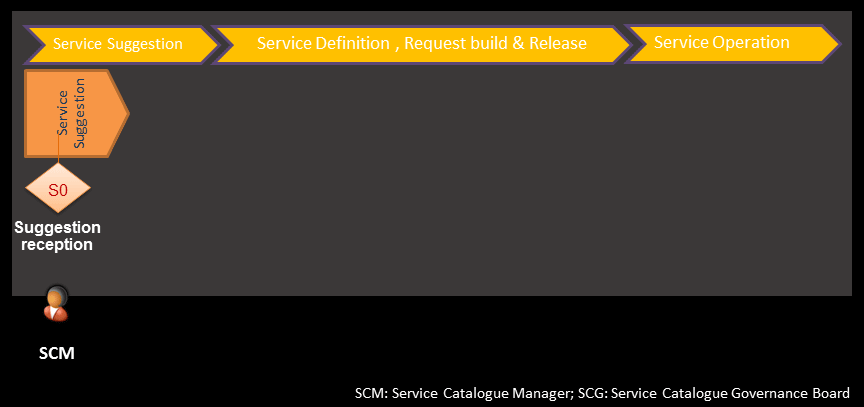 Service Suggestion
Service Definition , Request build & Release
Service Operation
Service
Suggestion
S0
Suggestion
reception
SCM
SCM: Service Catalogue Manager; SCG: Service Catalogue Governance Board